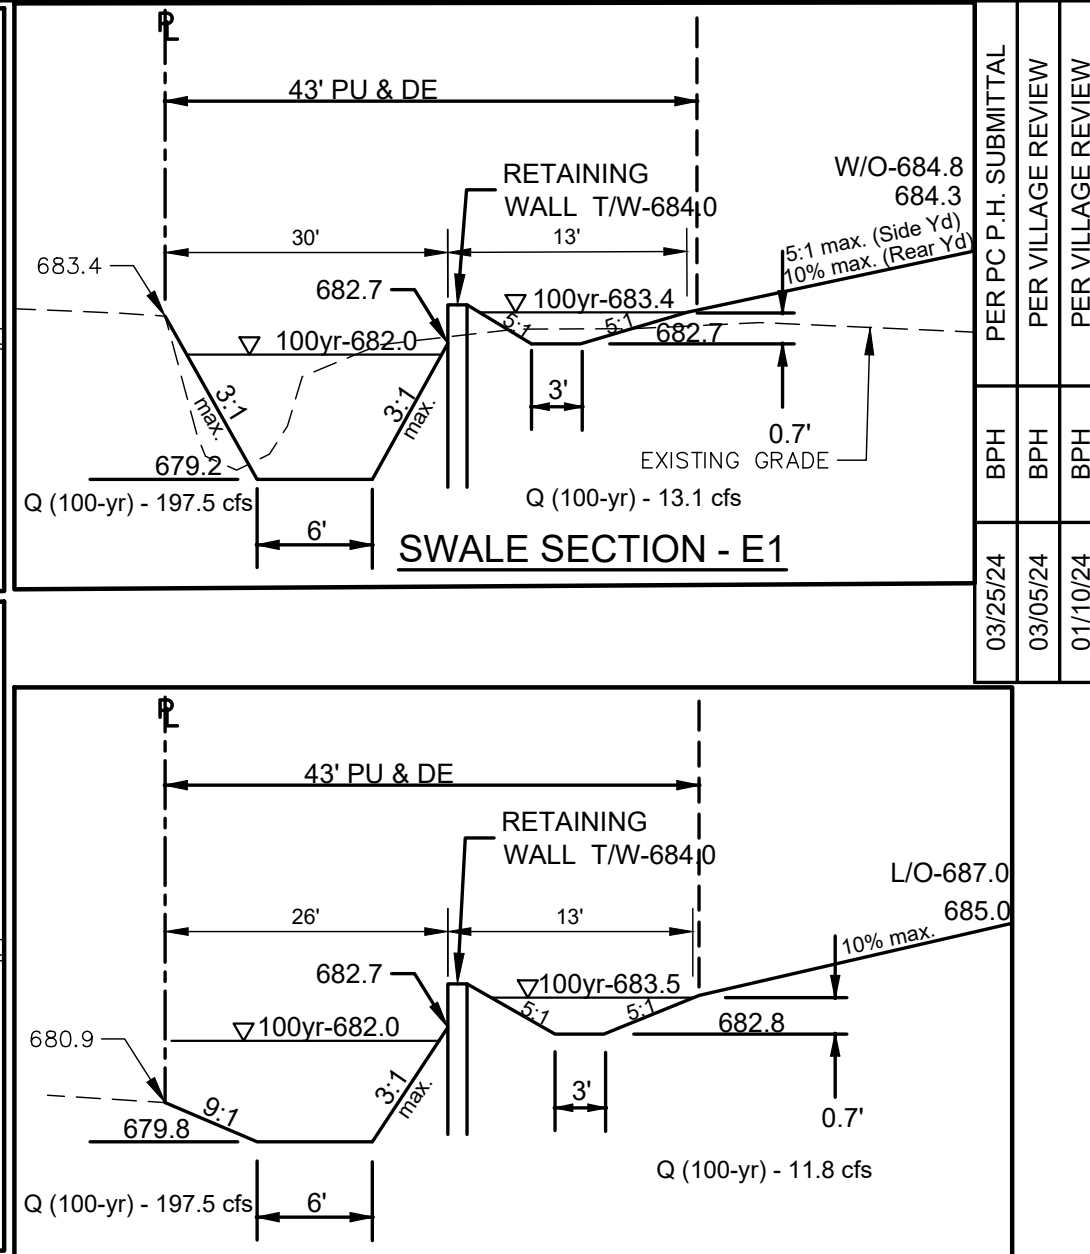 PL
43' PU & DE
RETAINING
WALL T/W-684.0
W/O-684.8
684.3
5:1 max. (Side Yd)
10% max. (Rear Yd)
30'
13'
683.4
682.7
100yr-683.4
100yr-682.0
5:1
5:1
682.7
3:1
max.
3:1
max.
3'
0.7'
679.2
EXISTING GRADE
Q (100-yr) - 197.5 cfs
Q (100-yr) - 13.1 cfs
6'
SWALE SECTION - E1
PER PC P.H. SUBMITTAL
BPH
03/25/24
PER VILLAGE REVIEW
BPH
03/05/24
PER VILLAGE REVIEW
BPH
01/10/24
PL
43' PU & DE
RETAINING
WALL T/W-684.0
L/O-687.0
685.0
10% max.
26'
13'
682.7
100yr-683.5
680.9
100yr-682.0
5:1
5:1
682.8
9:1
3:1
max.
3'
0.7'
679.8
Q (100-yr) - 11.8 cfs
Q (100-yr) - 197.5 cfs
6'